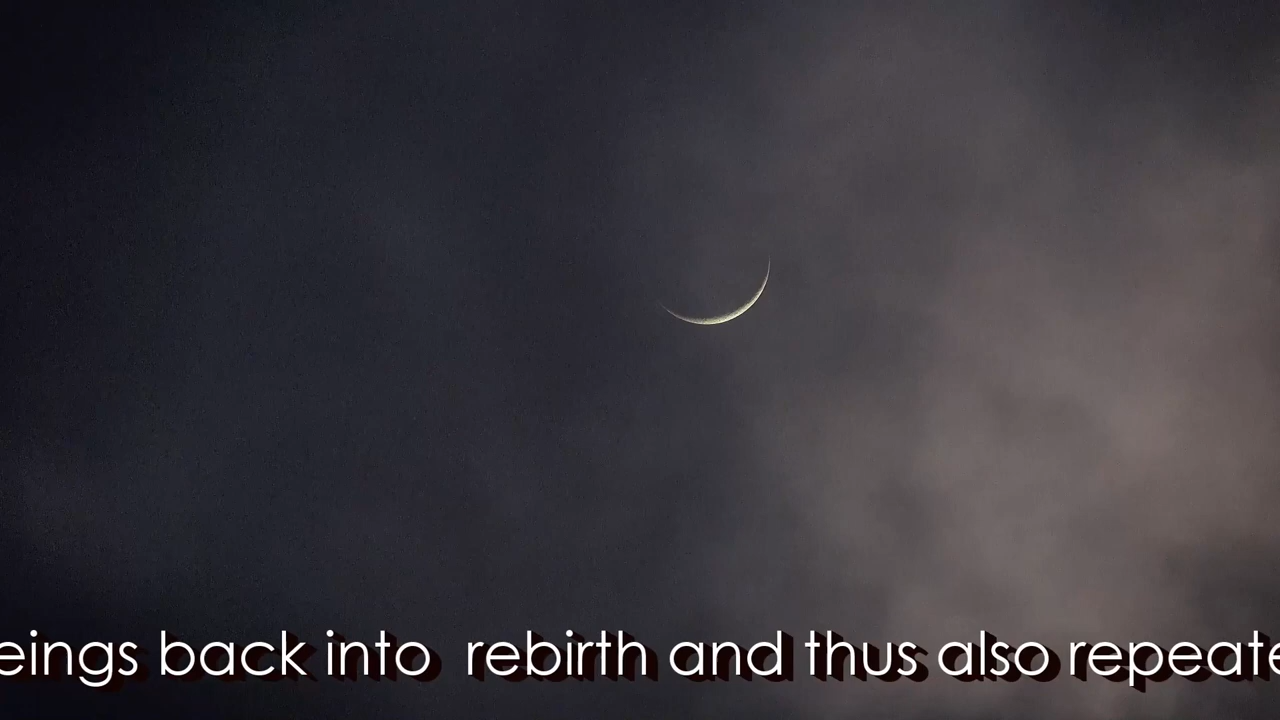 eings back into rebirth and thus also repeate